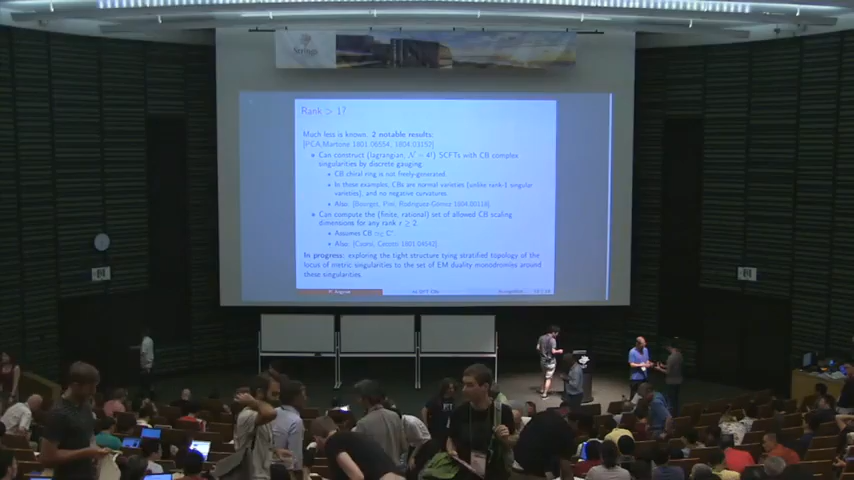 Strings
Rank > 1?
Much less is known. 2 notable results:
[PCA, Martone 1801.06554, 1804.03152]
Can construct (lagrangian, N = 4!) SCFTs with CB complex
singularities by discrete gauging.
CB chiral ring is not freely-generated.
In these examples, CBs are normal varieties [unlike rank-1 singular
varieties], and no negative curvatures.
Also, [Bourget, Pini, Rodriguez-Gomez 1804.01118]
Can compute the (finite, rational) set of allowed CB scaling
dimensions for any rank r ≥ 2
Assumes CB ≃ Cʳ
Also, [Caorsi, Cecotti 1801.04542]
In progress: exploring the tight structure tying stratified topology of the
locus of metric singularities to the set of EM duality monodromies around
these singularities.
P. Argyres